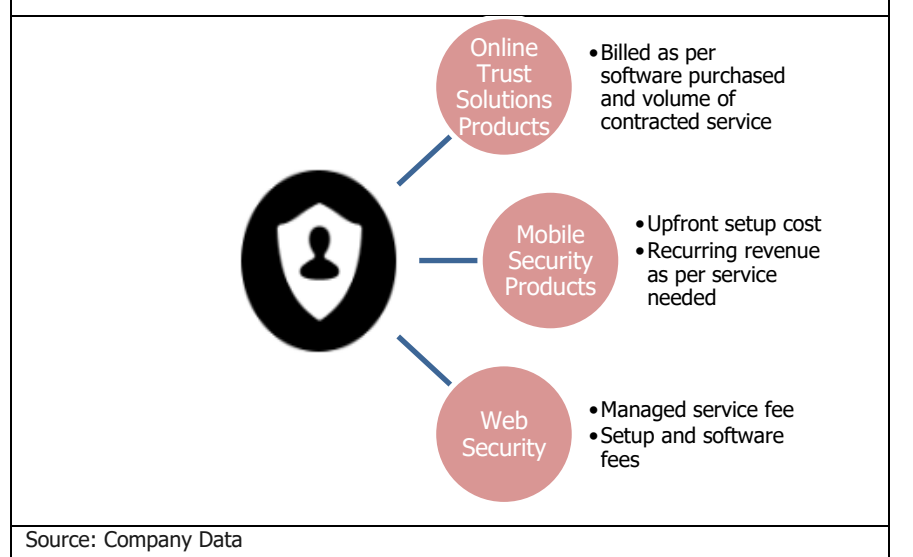 Online
Trust
Solutions
Products
•Billed as per
software purchased
and volume of
contracted service
Mobile
Security
Products
•Upfront setup cost
•Recurring revenue
as per service
needed
Web
Security
•Managed service fee
•Setup and software
fees
Source: Company Data